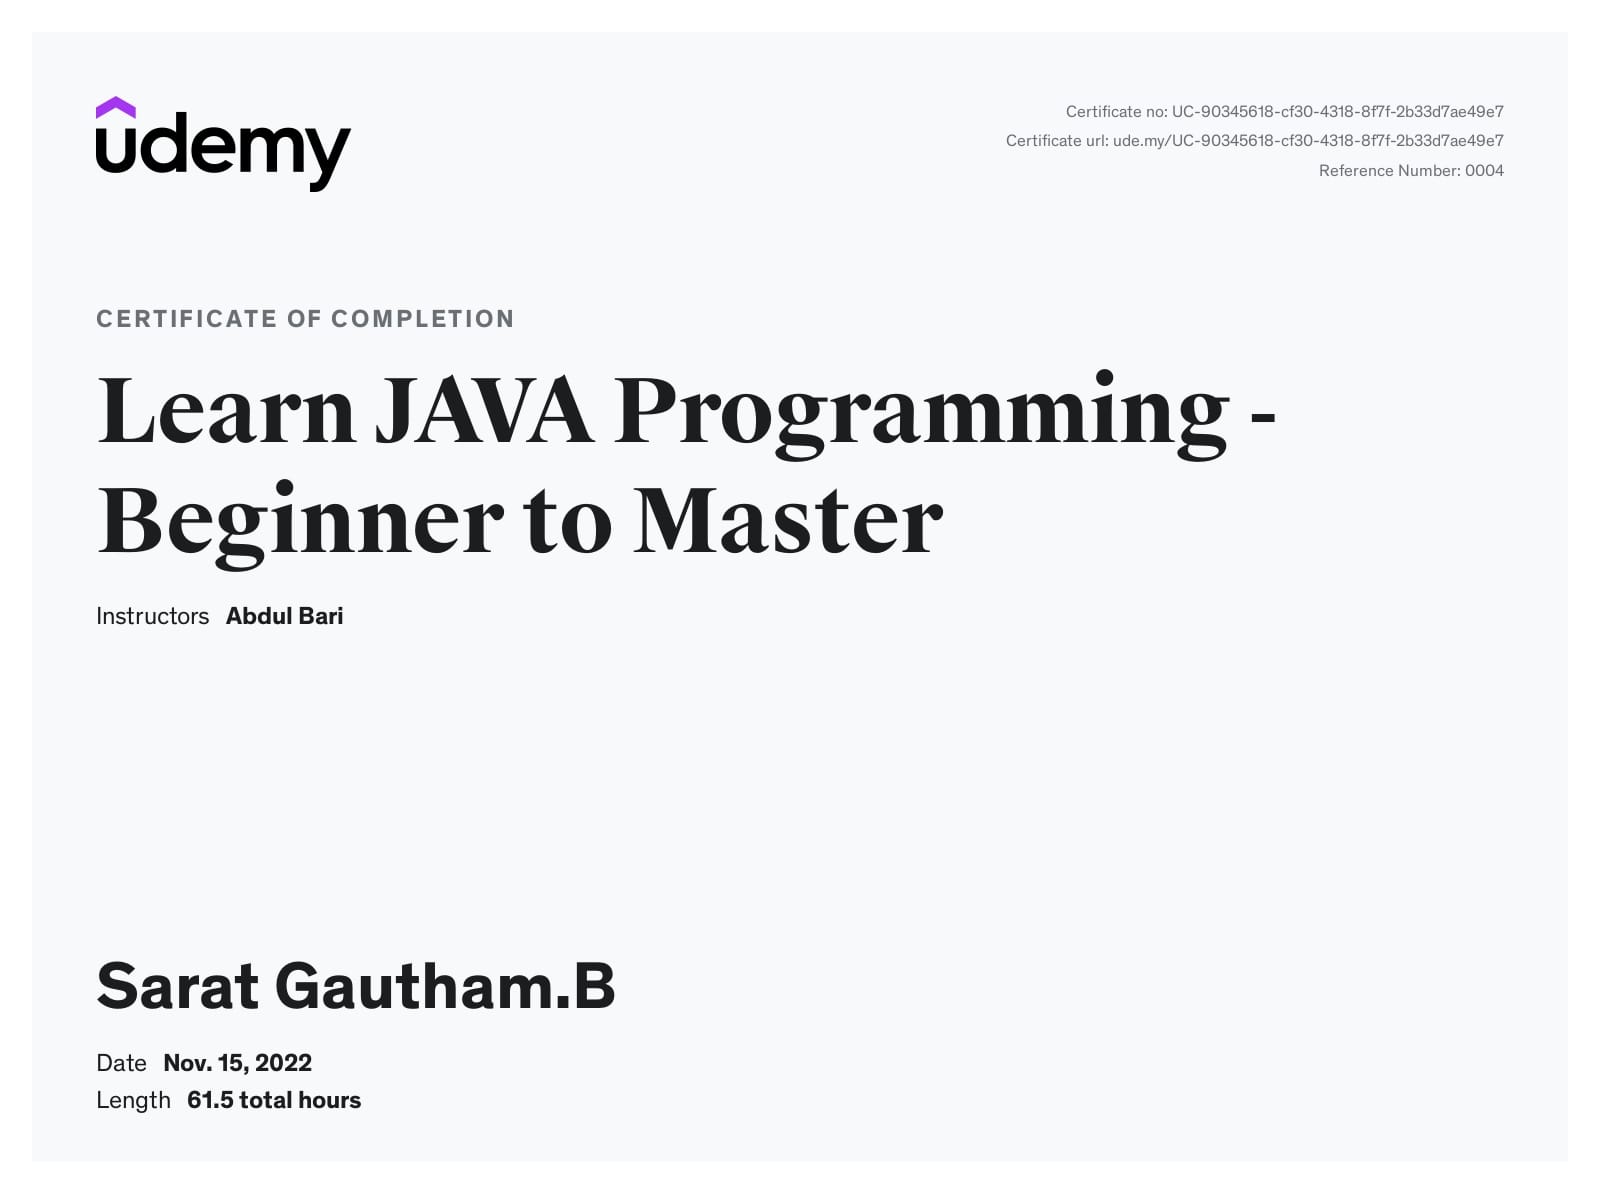 udemy
Certificate no: UC-90345618-cf30-4318-8f7f-2b33d7ae49e7
Certificate url: ude.my/UC-90345618-cf30-4318-8f7f-2b33d7ae49e7
Reference Number: 0004
CERTIFICATE OF COMPLETION
Learn JAVA Programming -
Beginner to Master
Instructors Abdul Bari
Sarat Gautham.B
Date Nov. 15, 2022
Length 61.5 total hours